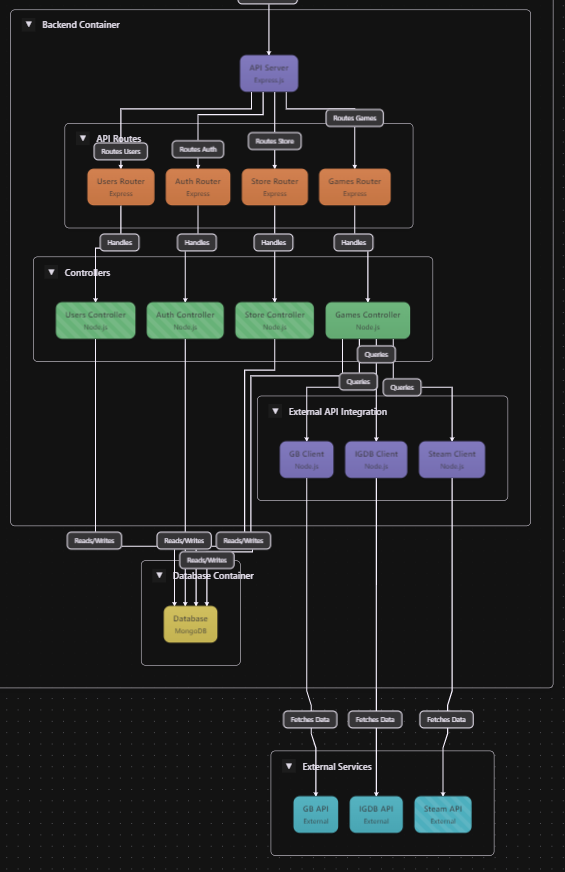 Backend Container
API Server
Express.js
Routes Games
API Routes
Routes Store
Routes Users
Routes Auth
Users Router
Express
Auth Router
Express
Store Router
Express
Games Router
Express
Handles
Handles
Handles
Handles
Controllers
Users Controller
Node.js
Auth Controller
Node.js
Store Controller
Node.js
Games Controller
Node.js
Queries
Queries
Queries
External API Integration
GB Client
Node.js
IGDB Client
Node.js
Steam Client
Node.js
Reads/Writes
Reads/Writes
Reads/Writes
Reads/Writes
Database Container
Database
MongoDB
Fetches Data
Fetches Data
Fetches Data
External Services
GB API
External
IGDB API
External
Steam API
External